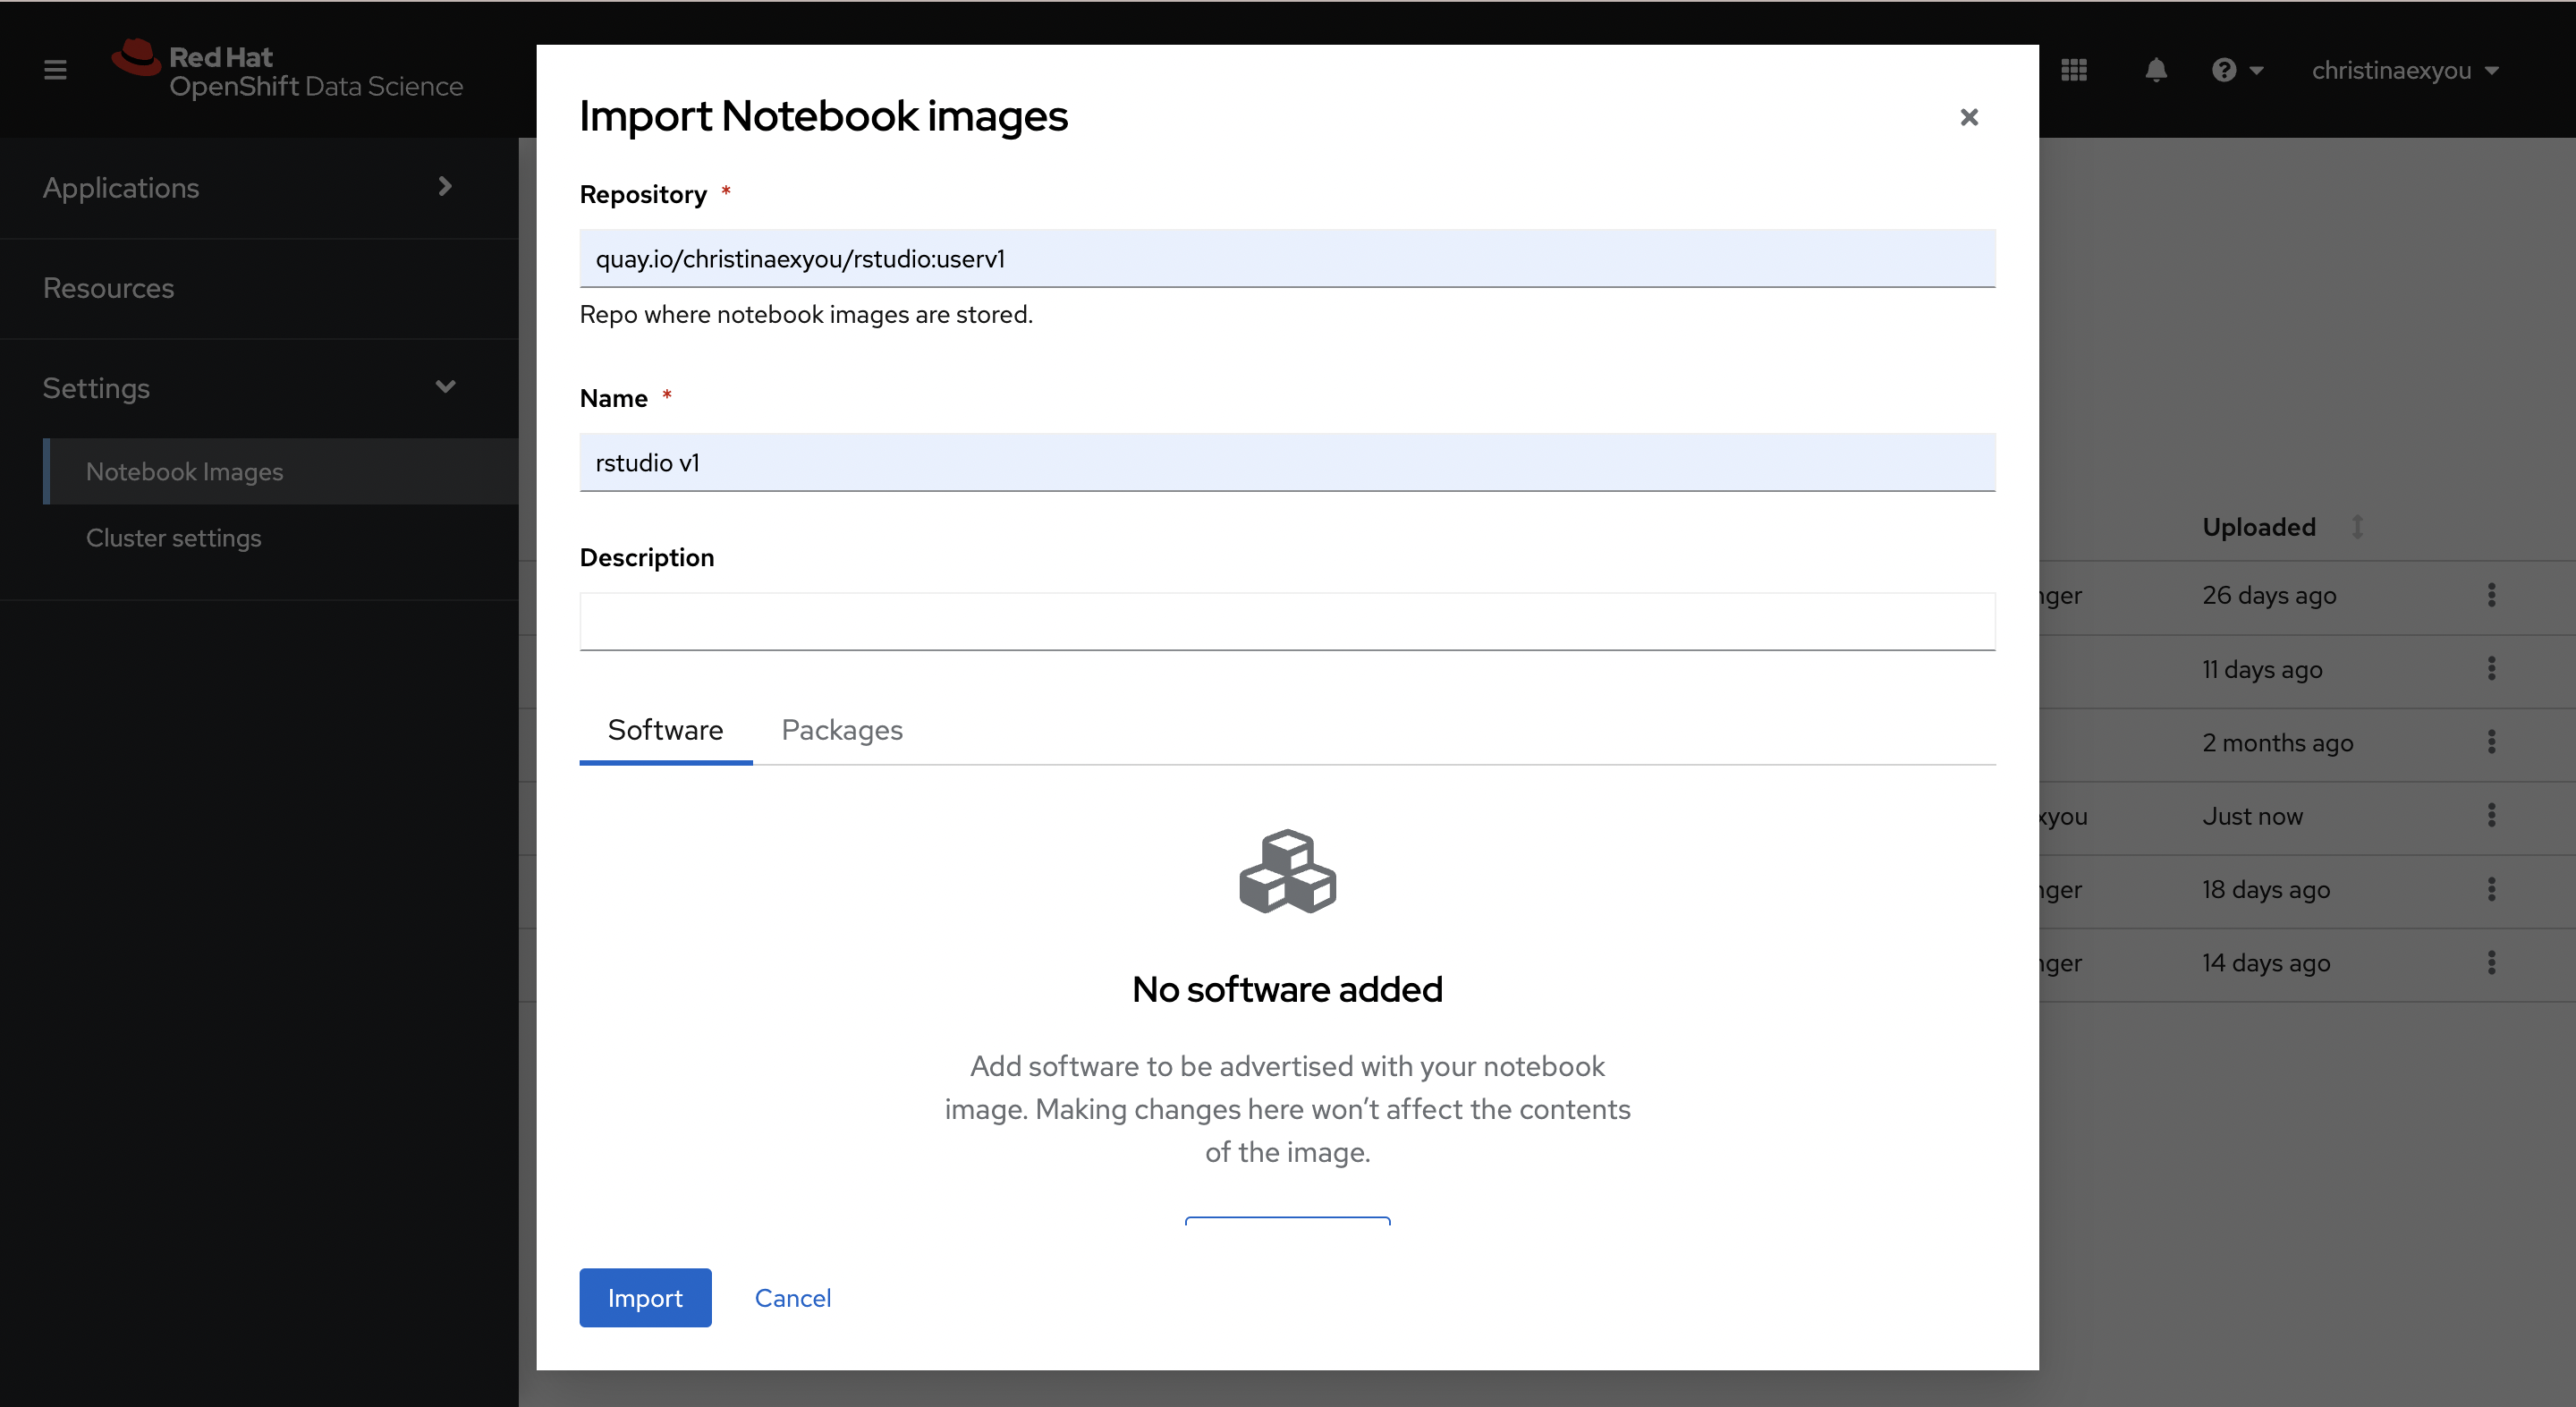 Red Hat
OpenShift Data Science
christinaexyou
Applications
Resources
Settings
Notebook Images
Cluster settings
Import Notebook images
Repository *
quay.io/christinaexyou/rstudio:userv1
Repo where notebook images are stored.
Name *
rstudio v1
Description
Software Packages
No software added
Add software to be advertised with your notebook
image. Making changes here won’t affect the contents
of the image.
Import Cancel
Uploaded
26 days ago
11 days ago
2 months ago
Just now
18 days ago
14 days ago